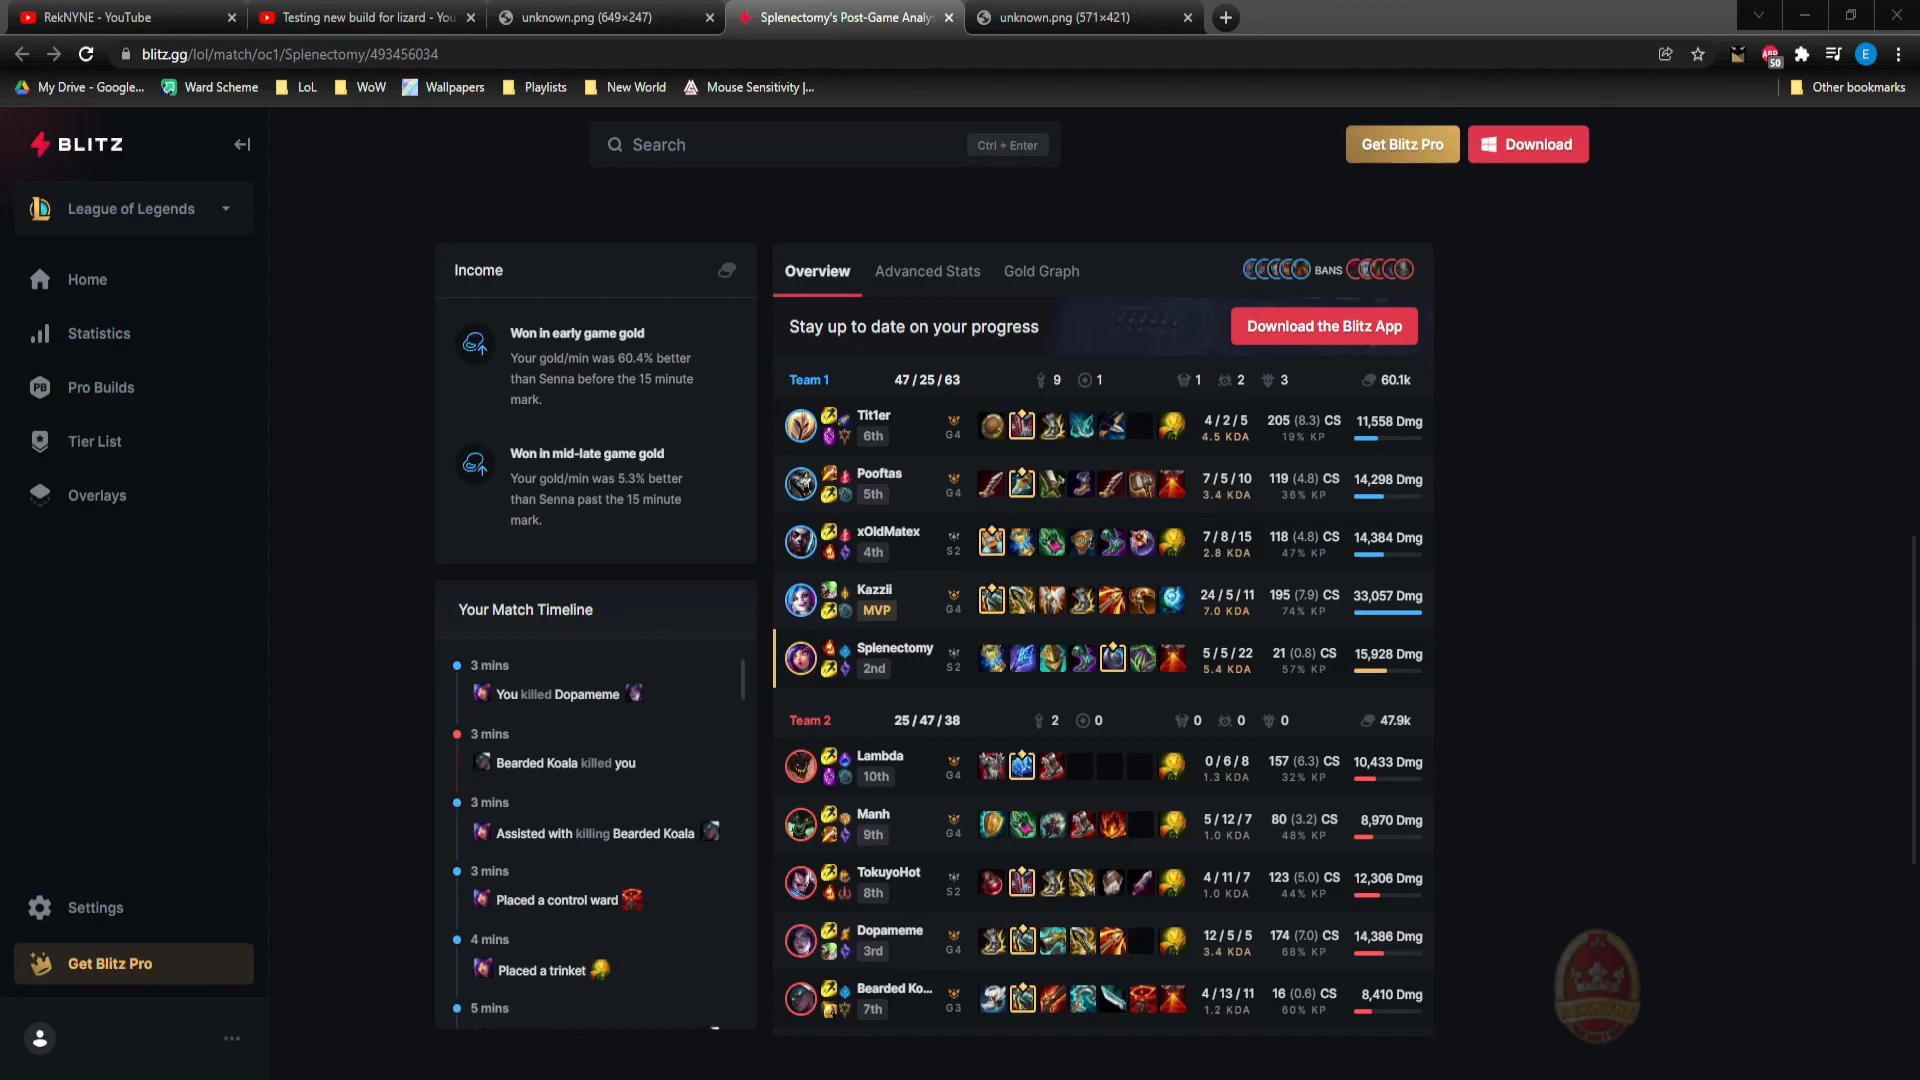 RekNYNE - YouTube
Testing new build for lizard - You
unknown.png (649×247)
Splenectomy's Post-Game Analy
unknown.png (571×421)
blitz.gg/lol/match/oc1/Splenectomy/493456034
50
E
My Drive - Google...
Ward Scheme
LoL
WoW
Wallpapers
Playlists
New World
Mouse Sensitivity |...
Other bookmarks
BLITZ
Search
Ctrl + Enter
Get Blitz Pro
Download
League of Legends
Home
Statistics
PB
Pro Builds
Tier List
Overlays
Settings
Get Blitz Pro
Income
Won in early game gold
Your gold/min was 60.4% better
than Senna before the 15 minute
mark.
Won in mid-late game gold
Your gold/min was 5.3% better
than Senna past the 15 minute
mark.
Your Match Timeline
3 mins
You killed Dopameme
3 mins
Bearded Koala killed you
3 mins
Assisted with killing Bearded Koala
3 mins
Placed a control ward
4 mins
Placed a trinket
5 mins
Overview
Advanced Stats
Gold Graph
BANS
Stay up to date on your progress
Download the Blitz App
Team 1 47 / 25 / 63 9 1 1 2 3 60.1k
Tit1er 4 / 2 / 5 205 (8.3) CS 11,558 Dmg
6th G4 4.5 KDA 19% KP
Pooftas 7 / 5 / 10 119 (4.8) CS 14,298 Dmg
5th G4 3.4 KDA 36% KP
xOldMatex 7 / 8 / 15 118 (4.8) CS 14,384 Dmg
4th S2 2.8 KDA 47% KP
Kazzii 24 / 5 / 11 195 (7.9) CS 33,057 Dmg
MVP G4 7.0 KDA 74% KP
Splenectomy 5 / 5 / 22 21 (0.8) CS 15,928 Dmg
2nd S2 5.4 KDA 57% KP
Team 2 25 / 47 / 38 2 0 0 0 0 47.9k
Lambda 0 / 6 / 8 157 (6.3) CS 10,433 Dmg
10th G4 1.3 KDA 32% KP
Manh 5 / 12 / 7 80 (3.2) CS 8,970 Dmg
9th G4 1.0 KDA 48% KP
TokuyoHot 4 / 11 / 7 123 (5.0) CS 12,306 Dmg
8th S2 1.0 KDA 44% KP
Dopameme 12 / 5 / 5 174 (7.0) CS 14,386 Dmg
3rd G4 3.4 KDA 68% KP
Bearded Ko... 4 / 13 / 11 16 (0.6) CS 8,410 Dmg
7th G3 1.2 KDA 60% KP